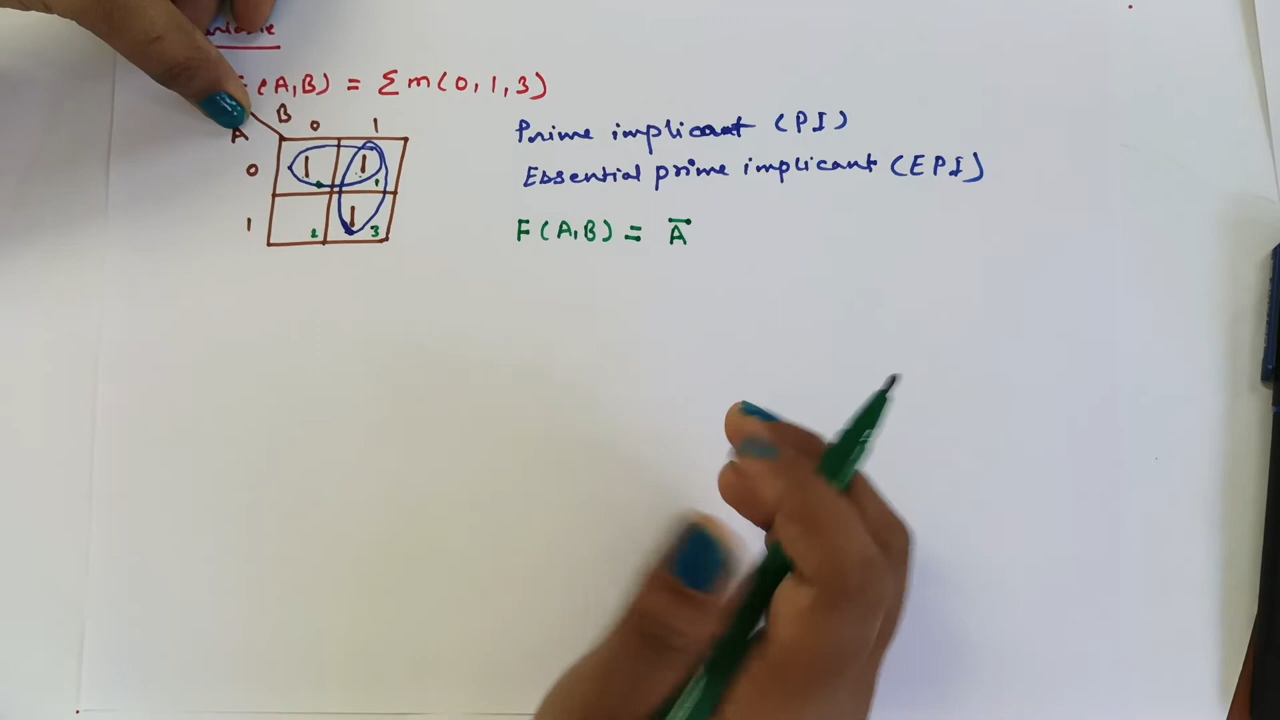 (A,B) = Σm(0,1,3)
B 0 1
A
0 1 1 1
1 2 1 3
Prime implicant (PI)
Essential prime implicant (EPI)
F(A,B) = A̅